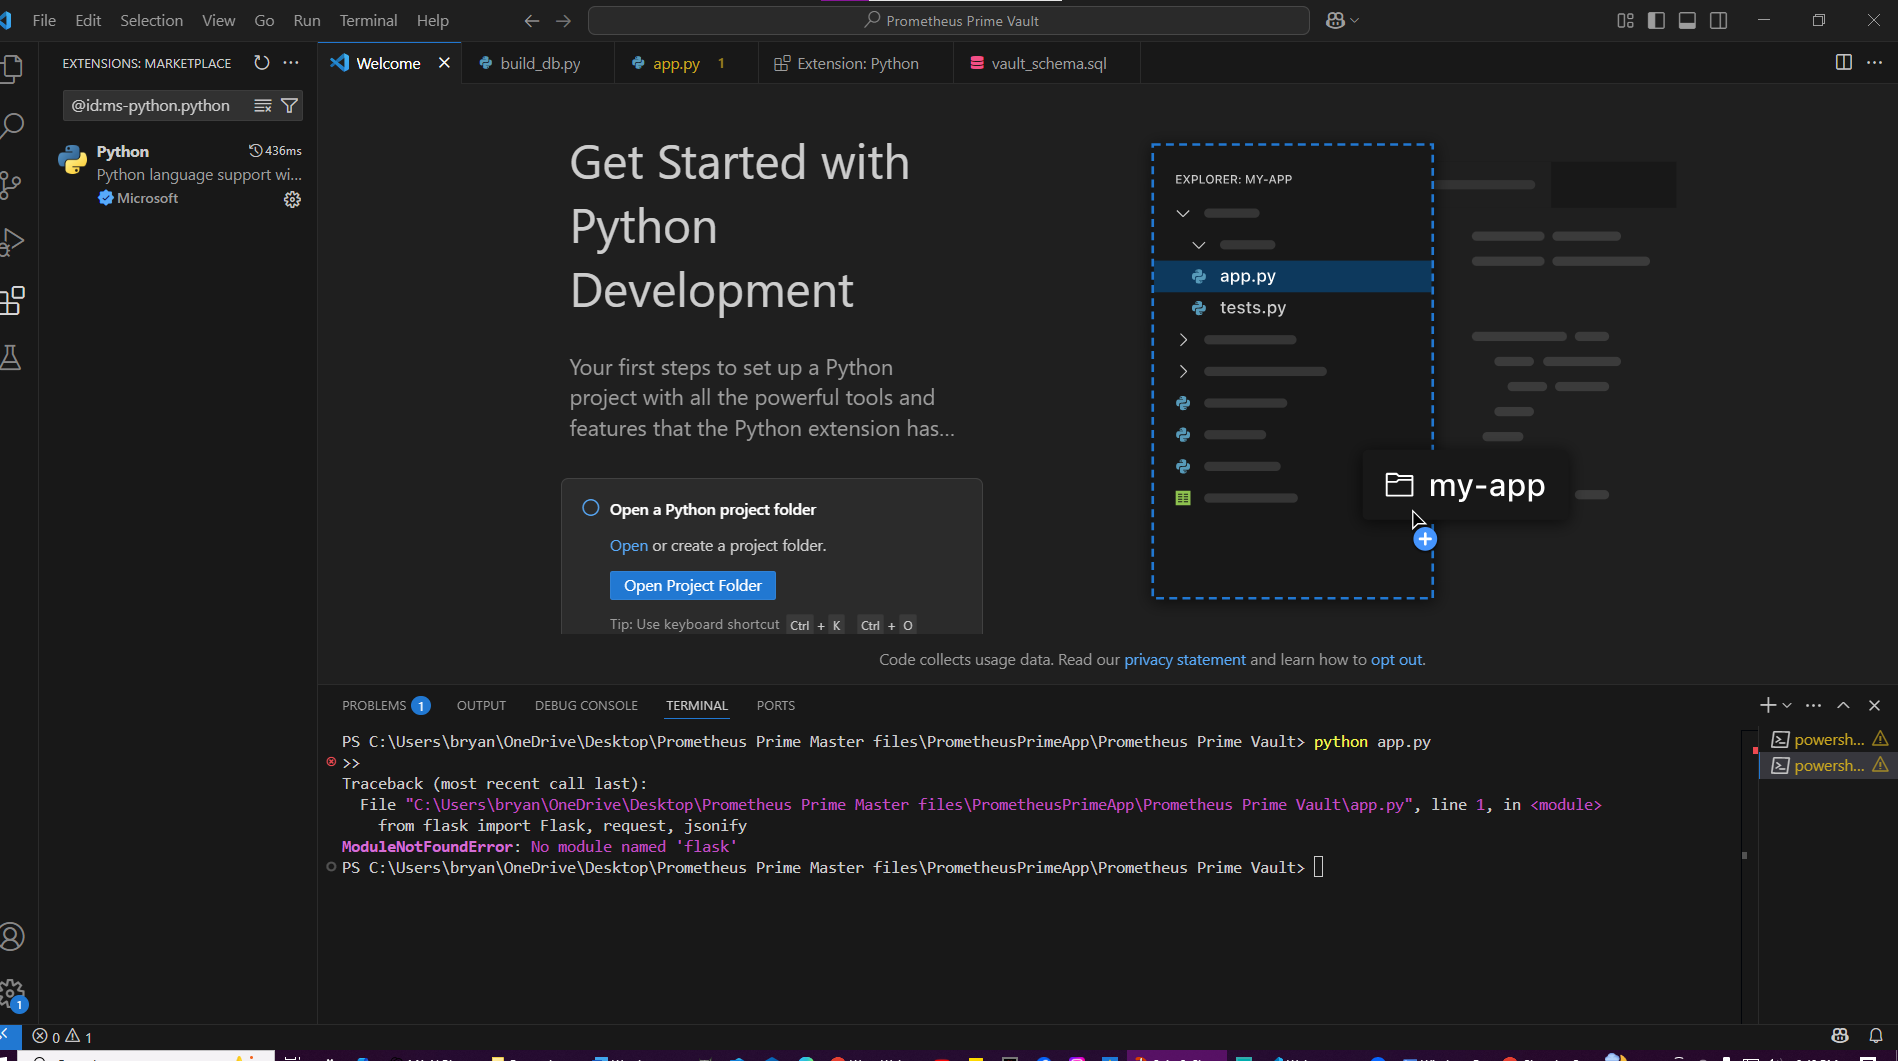 File Edit Selection View Go Run Terminal Help
Prometheus Prime Vault
EXTENSIONS: MARKETPLACE
@id:ms-python.python
Python 436ms
Python language support wi...
Microsoft
Welcome
build_db.py
app.py 1
Extension: Python
vault_schema.sql
Get Started with
Python
Development
Your first steps to set up a Python
project with all the powerful tools and
features that the Python extension has...
Open a Python project folder
Open or create a project folder.
Open Project Folder
Tip: Use keyboard shortcut Ctrl + K Ctrl + O
EXPLORER: MY-APP
app.py
tests.py
my-app
Code collects usage data. Read our privacy statement and learn how to opt out.
PROBLEMS 1 OUTPUT DEBUG CONSOLE TERMINAL PORTS
PS C:\Users\bryan\OneDrive\Desktop\Prometheus Prime Master files\PrometheusPrimeApp\Prometheus Prime Vault> python app.py
>>
Traceback (most recent call last):
File "C:\Users\bryan\OneDrive\Desktop\Prometheus Prime Master files\PrometheusPrimeApp\Prometheus Prime Vault\app.py", line 1, in <module>
from flask import Flask, request, jsonify
ModuleNotFoundError: No module named 'flask'
PS C:\Users\bryan\OneDrive\Desktop\Prometheus Prime Master files\PrometheusPrimeApp\Prometheus Prime Vault>
powersh...
powersh...
1
0 1